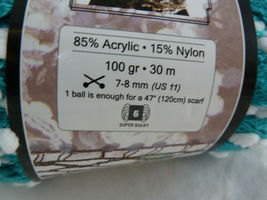 85% Acrylic • 15% Nylon
100 gr • 30 m
7-8 mm (US 11)
1 ball is enough for a 47" (120cm) scarf
6
SUPER BULKY